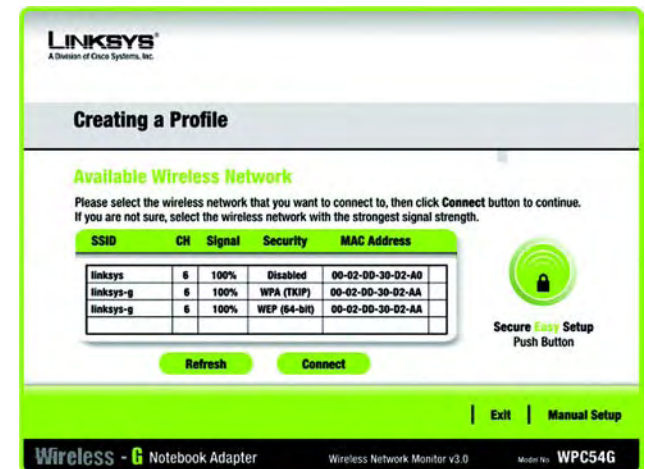 LINKSYS®
A Division of Cisco Systems, Inc.
Creating a Profile
Available Wireless Network
Please select the wireless network that you want to connect to, then click Connect button to continue.
If you are not sure, select the wireless network with the strongest signal strength.
SSID CH Signal Security MAC Address
linksys 6 100% Disabled 00-02-DD-30-D2-A0
linksys-g 6 100% WPA (TKIP) 00-02-DD-30-D2-AA
linksys-g 6 100% WEP (64-bit) 00-02-DD-30-D2-AA
Secure Easy Setup
Push Button
Refresh Connect
Exit Manual Setup
Wireless - G Notebook Adapter Wireless Network Monitor v3.0 Model No. WPC54G